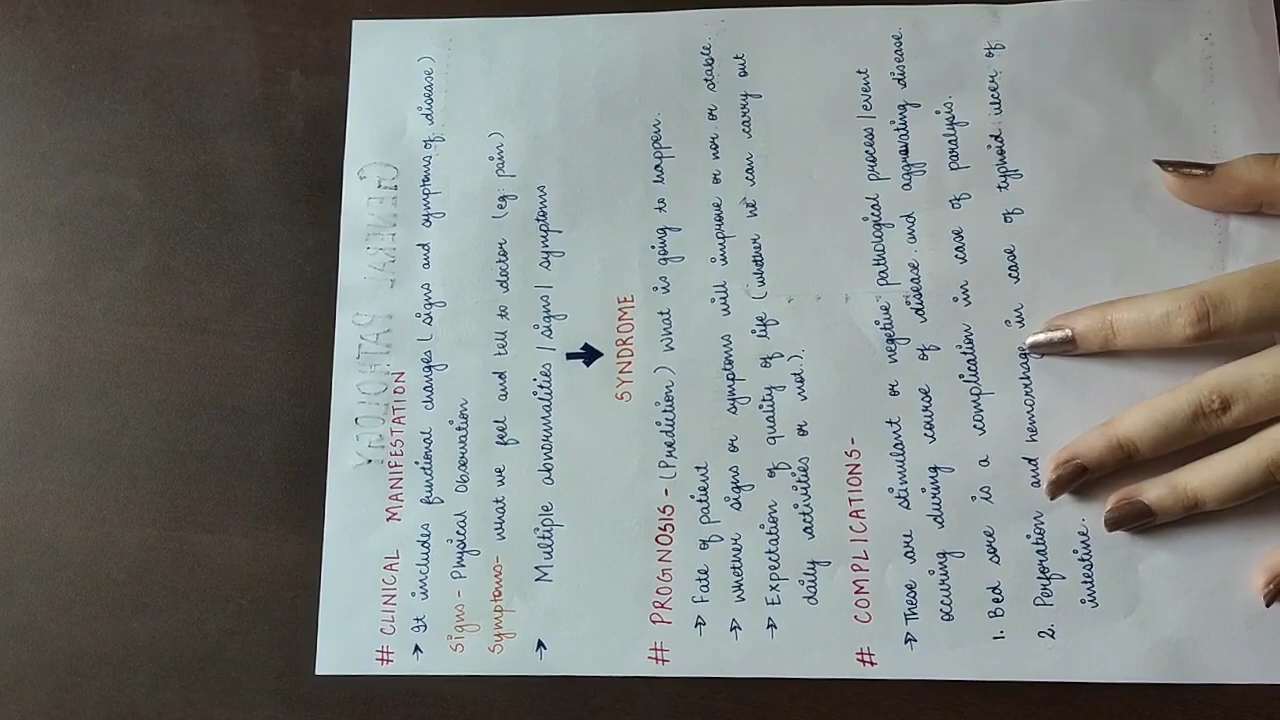 GENERAL PATHOLOGY
# CLINICAL MANIFESTATION
→ It includes functional changes ( signs and symptoms of disease)
Signs - Physical Observation
Symptoms- what we feel and tell to doctor (eg: pain)
→ Multiple abnormalities / signs / symptoms
SYNDROME
# PROGNOSIS - (Prediction) What is going to happen.
→ Fate of patient
→ Whether signs or symptoms will improve or nor or stable.
→ Expectation of quality of life ( whether he can carry out
daily activities or not.).
# COMPLICATIONS-
→ These are stimulant or negetive pathological process / event
occuring during course of disease and aggravating disease.
1. Bed sore is a complication in case of paralysis.
2. Perforation and hemorrhage in case of typhoid ulcer of
intestine.